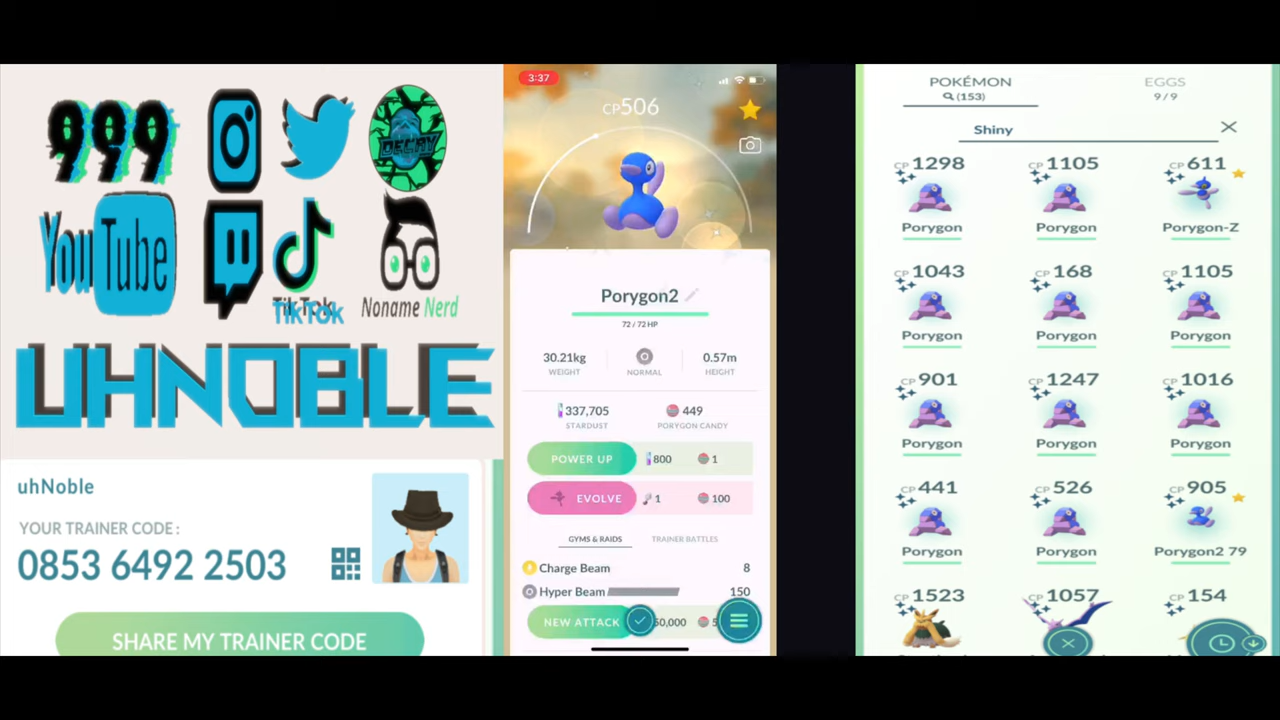 999
DECAY
YouTube
TikTok
Noname Nerd
UHNOBLE
uhNoble
YOUR TRAINER CODE :
0853 6492 2503
SHARE MY TRAINER CODE
3:37
CP506
Porygon2
72 / 72 HP
30.21kg
WEIGHT
NORMAL
0.57m
HEIGHT
337,705
STARDUST
449
PORYGON CANDY
POWER UP 800 1
EVOLVE 1 100
GYMS & RAIDS TRAINER BATTLES
Charge Beam 8
Hyper Beam 150
NEW ATTACK 50,000 5
POKÉMON
(153)
EGGS
9/9
Shiny
CP1298 CP1105 CP611
Porygon Porygon Porygon-Z
CP1043 CP168 CP1105
Porygon Porygon Porygon
CP901 CP1247 CP1016
Porygon Porygon Porygon
CP441 CP526 CP905
Porygon Porygon Porygon2 79
CP1523 CP1057 CP154